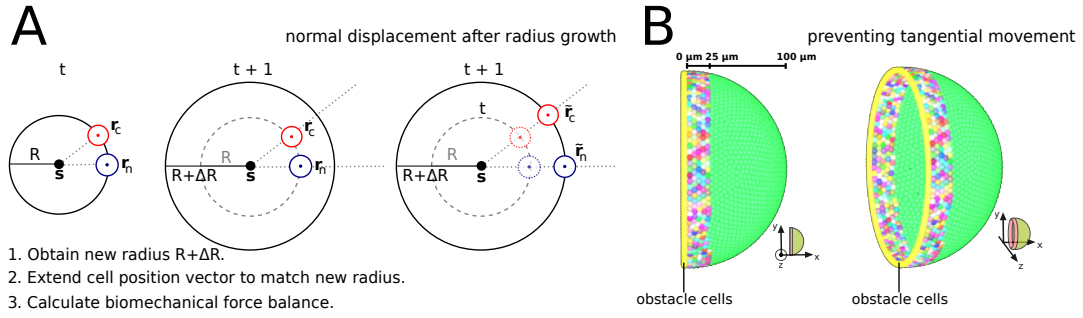 A
normal displacement after radius growth
t
t + 1
t + 1
R
s
r_c
r_n
R
R+ΔR
s
r_c
r_n
t
R
R+ΔR
s
r̃_c
r̃_n
1. Obtain new radius R+ΔR.
2. Extend cell position vector to match new radius.
3. Calculate biomechanical force balance.
B
preventing tangential movement
0 μm 25 μm 100 μm
y
x
z
y
x
z
obstacle cells
obstacle cells